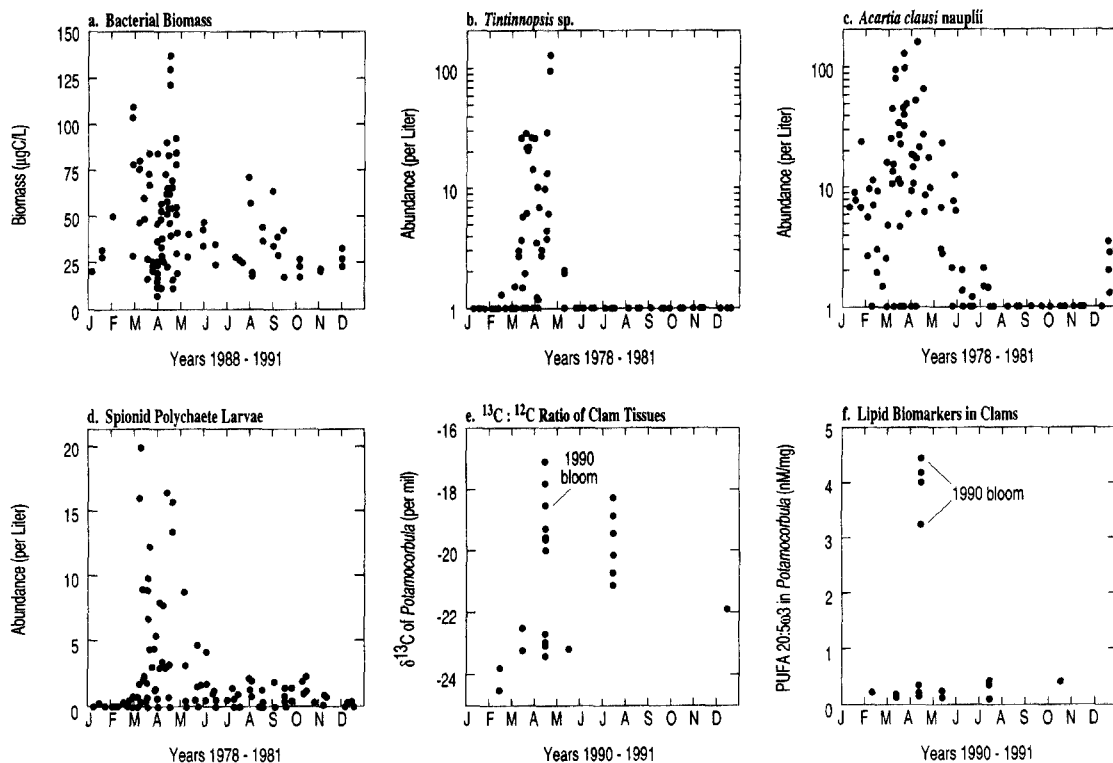 a. Bacterial Biomass
150
125
100
75
50
25
0
Biomass (µgC/L)
J F M A M J J A S O N D
Years 1988 - 1991
b. Tintinnopsis sp.
100
10
1
Abundance (per Liter)
J F M A M J J A S O N D
Years 1978 - 1981
c. Acartia clausi nauplii
100
10
1
Abundance (per Liter)
J F M A M J J A S O N D
Years 1978 - 1981
d. Spionid Polychaete Larvae
20
15
10
5
0
Abundance (per Liter)
J F M A M J J A S O N D
Years 1978 - 1981
e. ¹³C : ¹²C Ratio of Clam Tissues
-16
-18
-20
-22
-24
δ¹³C of Potamocorbula (per mil)
1990
bloom
J F M A M J J A S O N D
Years 1990 - 1991
f. Lipid Biomarkers in Clams
5
4
3
2
1
0
PUFA 20:5ω3 in Potamocorbula (nM/mg)
1990 bloom
J F M A M J J A S O N D
Years 1990 - 1991